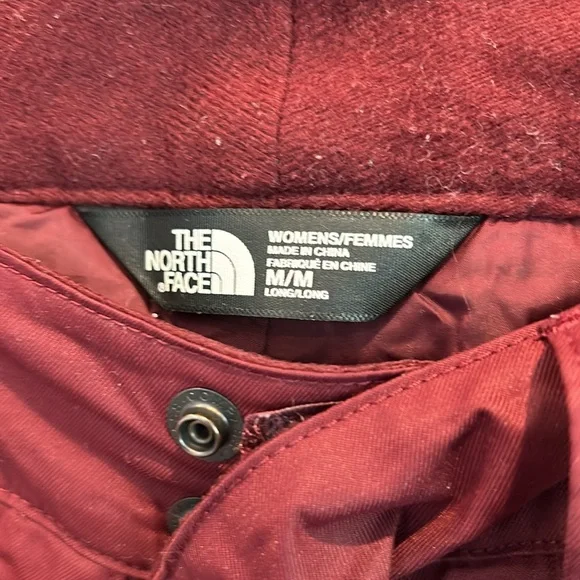 THE
NORTH
FACE
WOMENS/FEMMES
MADE IN CHINA
FABRIQUÉ EN CHINE
M/M
LONG/LONG